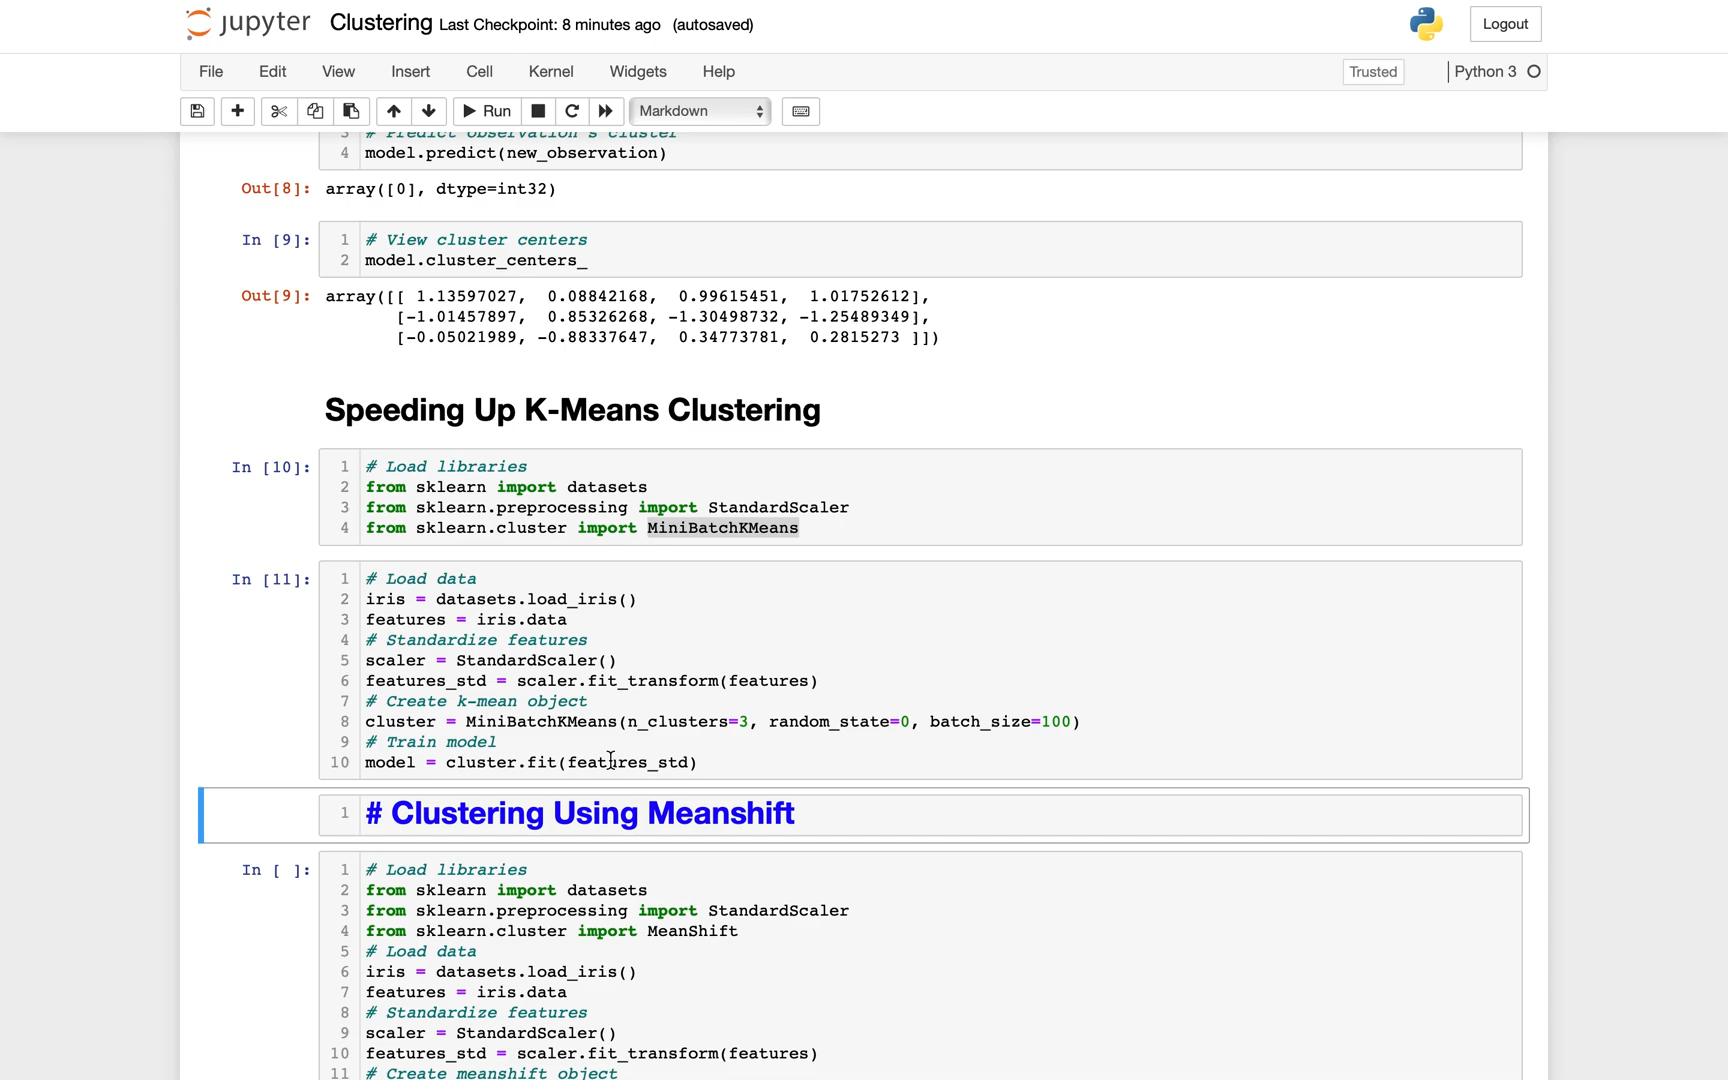 jupyter Clustering Last Checkpoint: 8 minutes ago (autosaved) Logout
File Edit View Insert Cell Kernel Widgets Help Trusted Python 3
Run Markdown
3 # Predict observation's cluster
4 model.predict(new_observation)
Out[8]: array([0], dtype=int32)
In [9]: 1 # View cluster centers
2 model.cluster_centers_
Out[9]: array([[ 1.13597027, 0.08842168, 0.99615451, 1.01752612],
[-1.01457897, 0.85326268, -1.30498732, -1.25489349],
[-0.05021989, -0.88337647, 0.34773781, 0.2815273 ]])
Speeding Up K-Means Clustering
In [10]: 1 # Load libraries
2 from sklearn import datasets
3 from sklearn.preprocessing import StandardScaler
4 from sklearn.cluster import MiniBatchKMeans
In [11]: 1 # Load data
2 iris = datasets.load_iris()
3 features = iris.data
4 # Standardize features
5 scaler = StandardScaler()
6 features_std = scaler.fit_transform(features)
7 # Create k-mean object
8 cluster = MiniBatchKMeans(n_clusters=3, random_state=0, batch_size=100)
9 # Train model
10 model = cluster.fit(features_std)
1 # Clustering Using Meanshift
In [ ]: 1 # Load libraries
2 from sklearn import datasets
3 from sklearn.preprocessing import StandardScaler
4 from sklearn.cluster import MeanShift
5 # Load data
6 iris = datasets.load_iris()
7 features = iris.data
8 # Standardize features
9 scaler = StandardScaler()
10 features_std = scaler.fit_transform(features)
11 # Create meanshift object